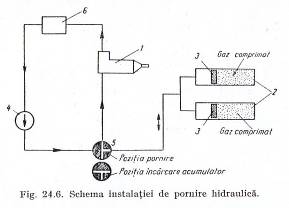 6
1
3
Gaz comprimat
2
4
5
3
Gaz comprimat
Poziția pornire
Poziția încărcare acumulator
Fig. 24.6. Schema instalației de pornire hidraulică.